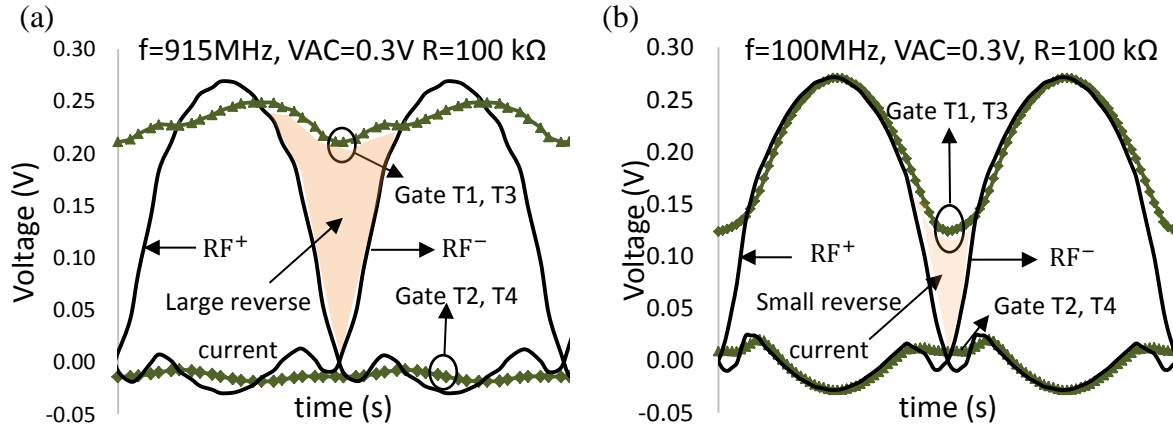 (a)
f=915MHz, VAC=0.3V R=100 kΩ
Voltage (V)
0.30
0.25
0.20
0.15
0.10
0.05
0.00
-0.05
Gate T1, T3
RF+
RF−
Large reverse
current
Gate T2, T4
time (s)
(b)
f=100MHz, VAC=0.3V, R=100 kΩ
Voltage (V)
0.30
0.25
0.20
0.15
0.10
0.05
0.00
-0.05
Gate T1, T3
RF+
RF−
Small reverse
current
Gate T2, T4
time (s)